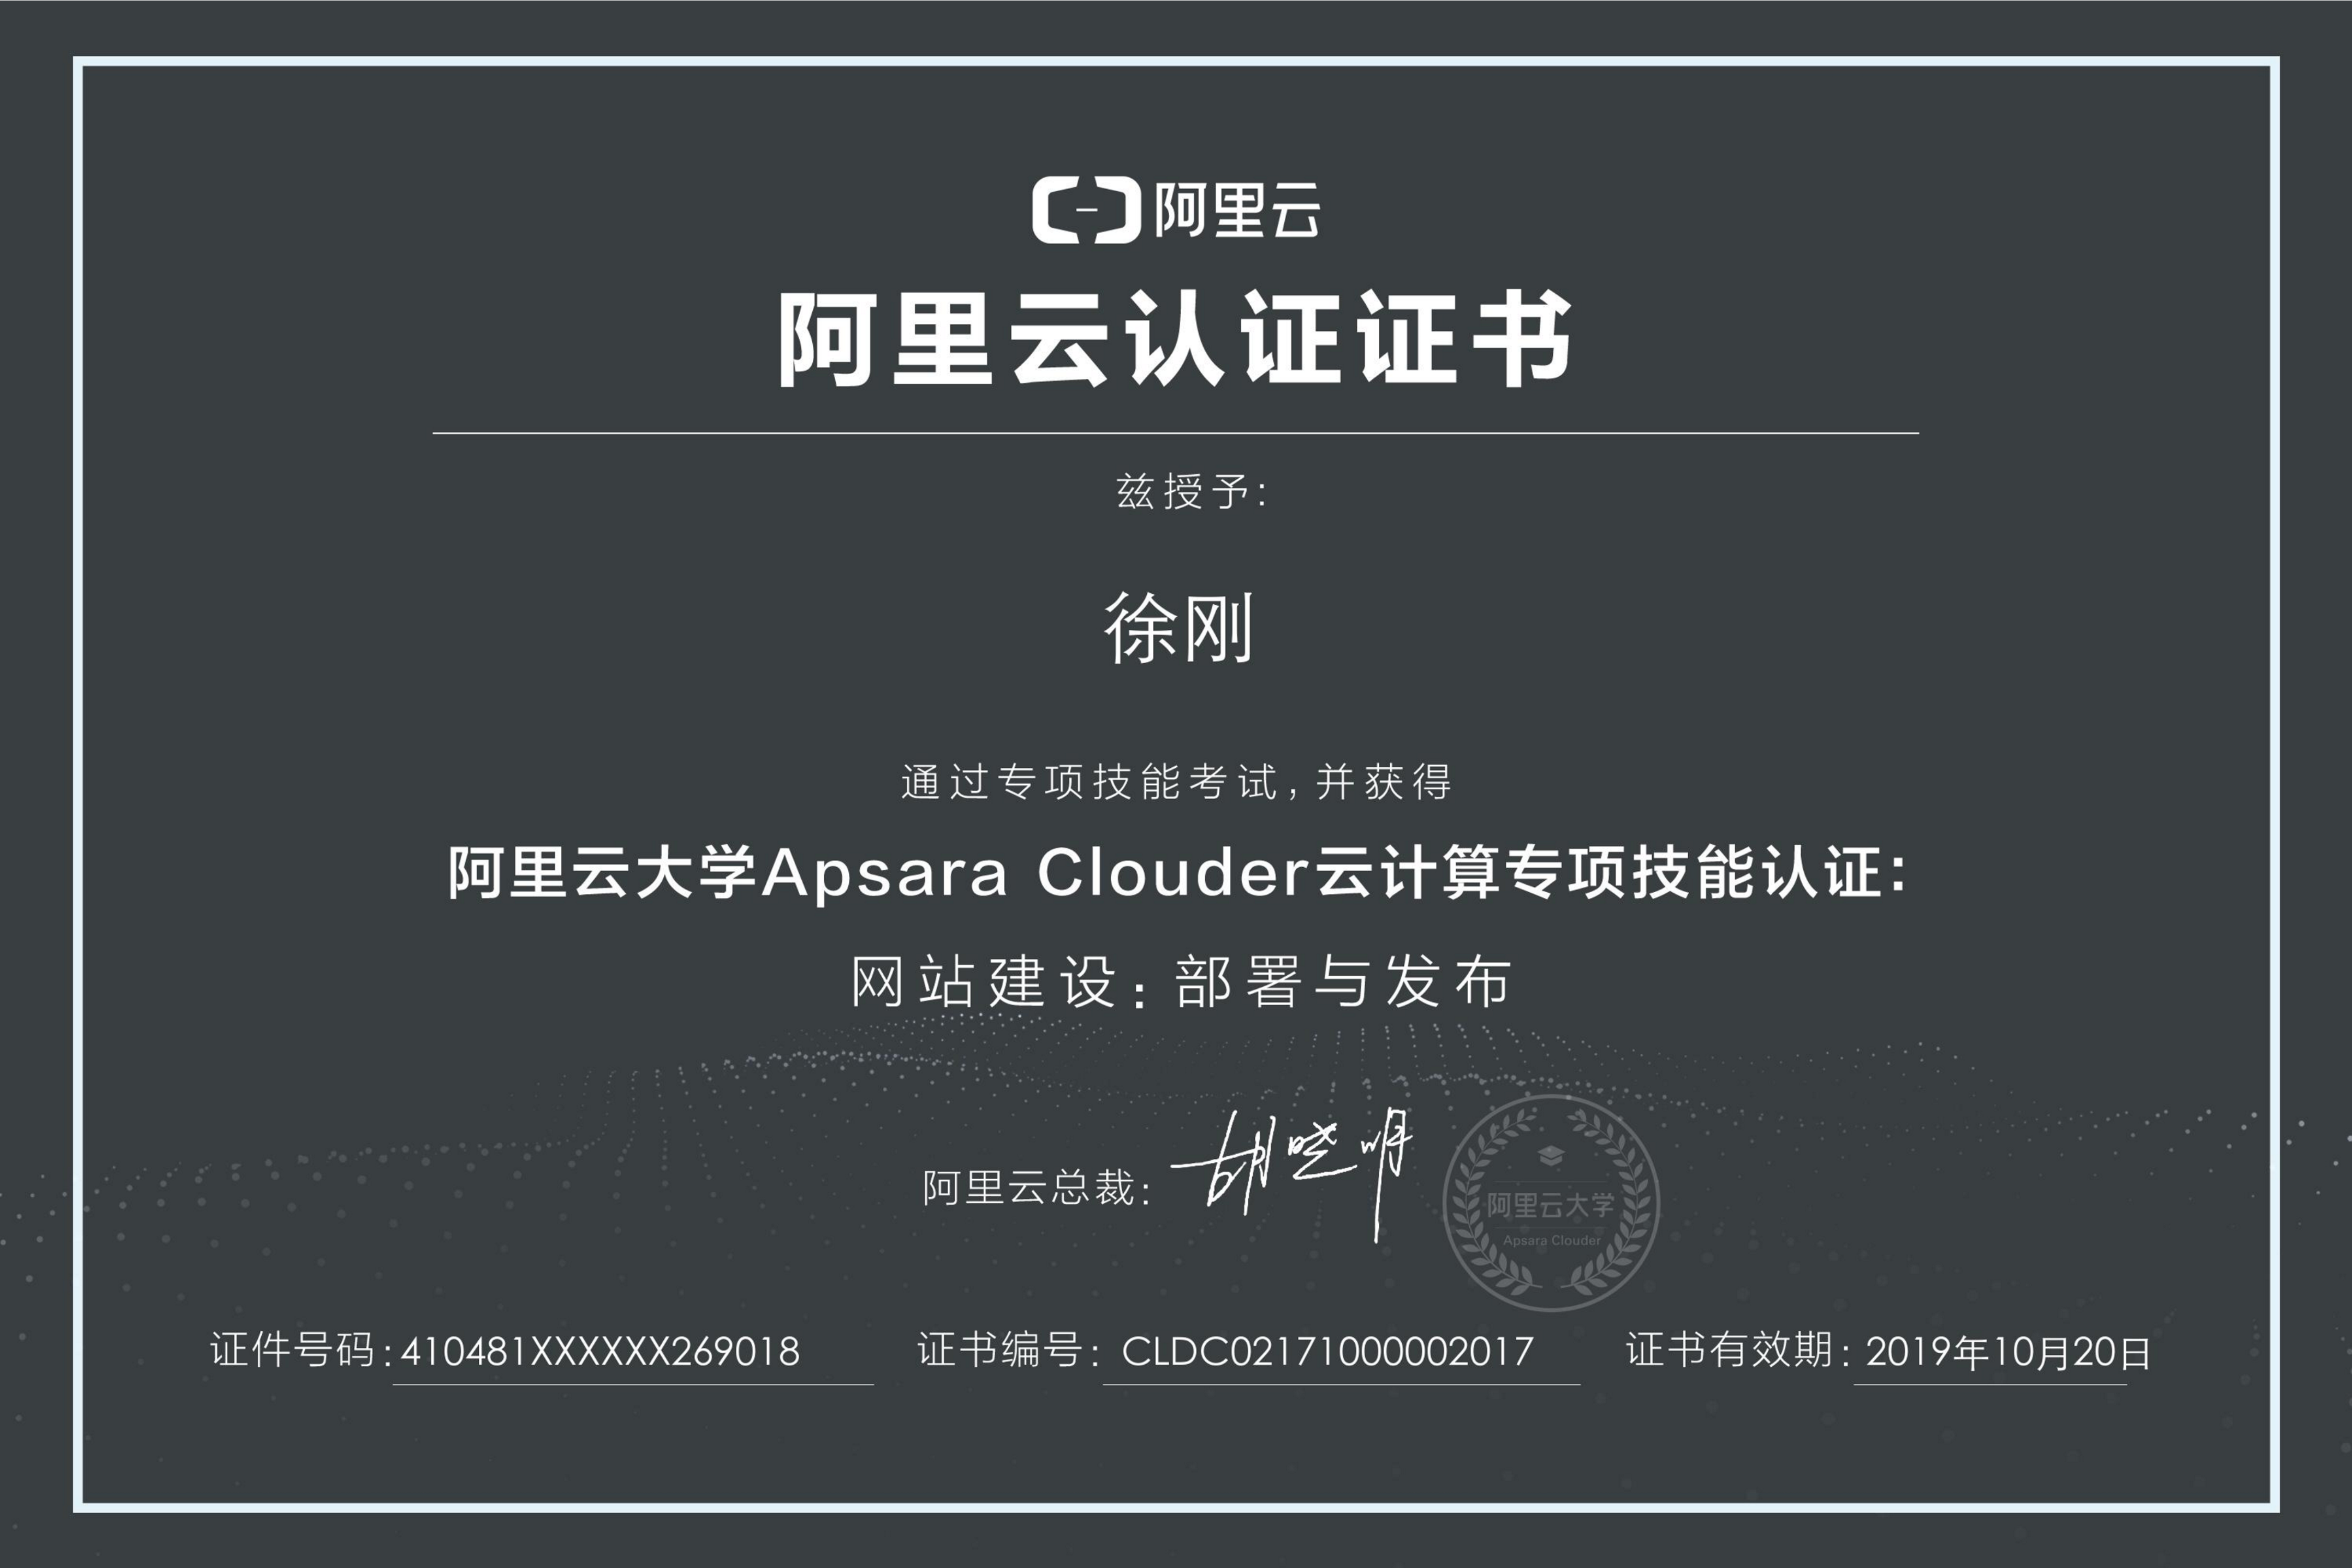 阿里云
阿里云认证证书
兹授予:
徐刚
通过专项技能考试,并获得
阿里云大学Apsara Clouder云计算专项技能认证:
网站建设:部署与发布
阿里云总裁: 胡晓明
阿里云大学
Apsara Clouder
证件号码:410481XXXXXX269018 证书编号: CLDC02171000002017 证书有效期: 2019年10月20日